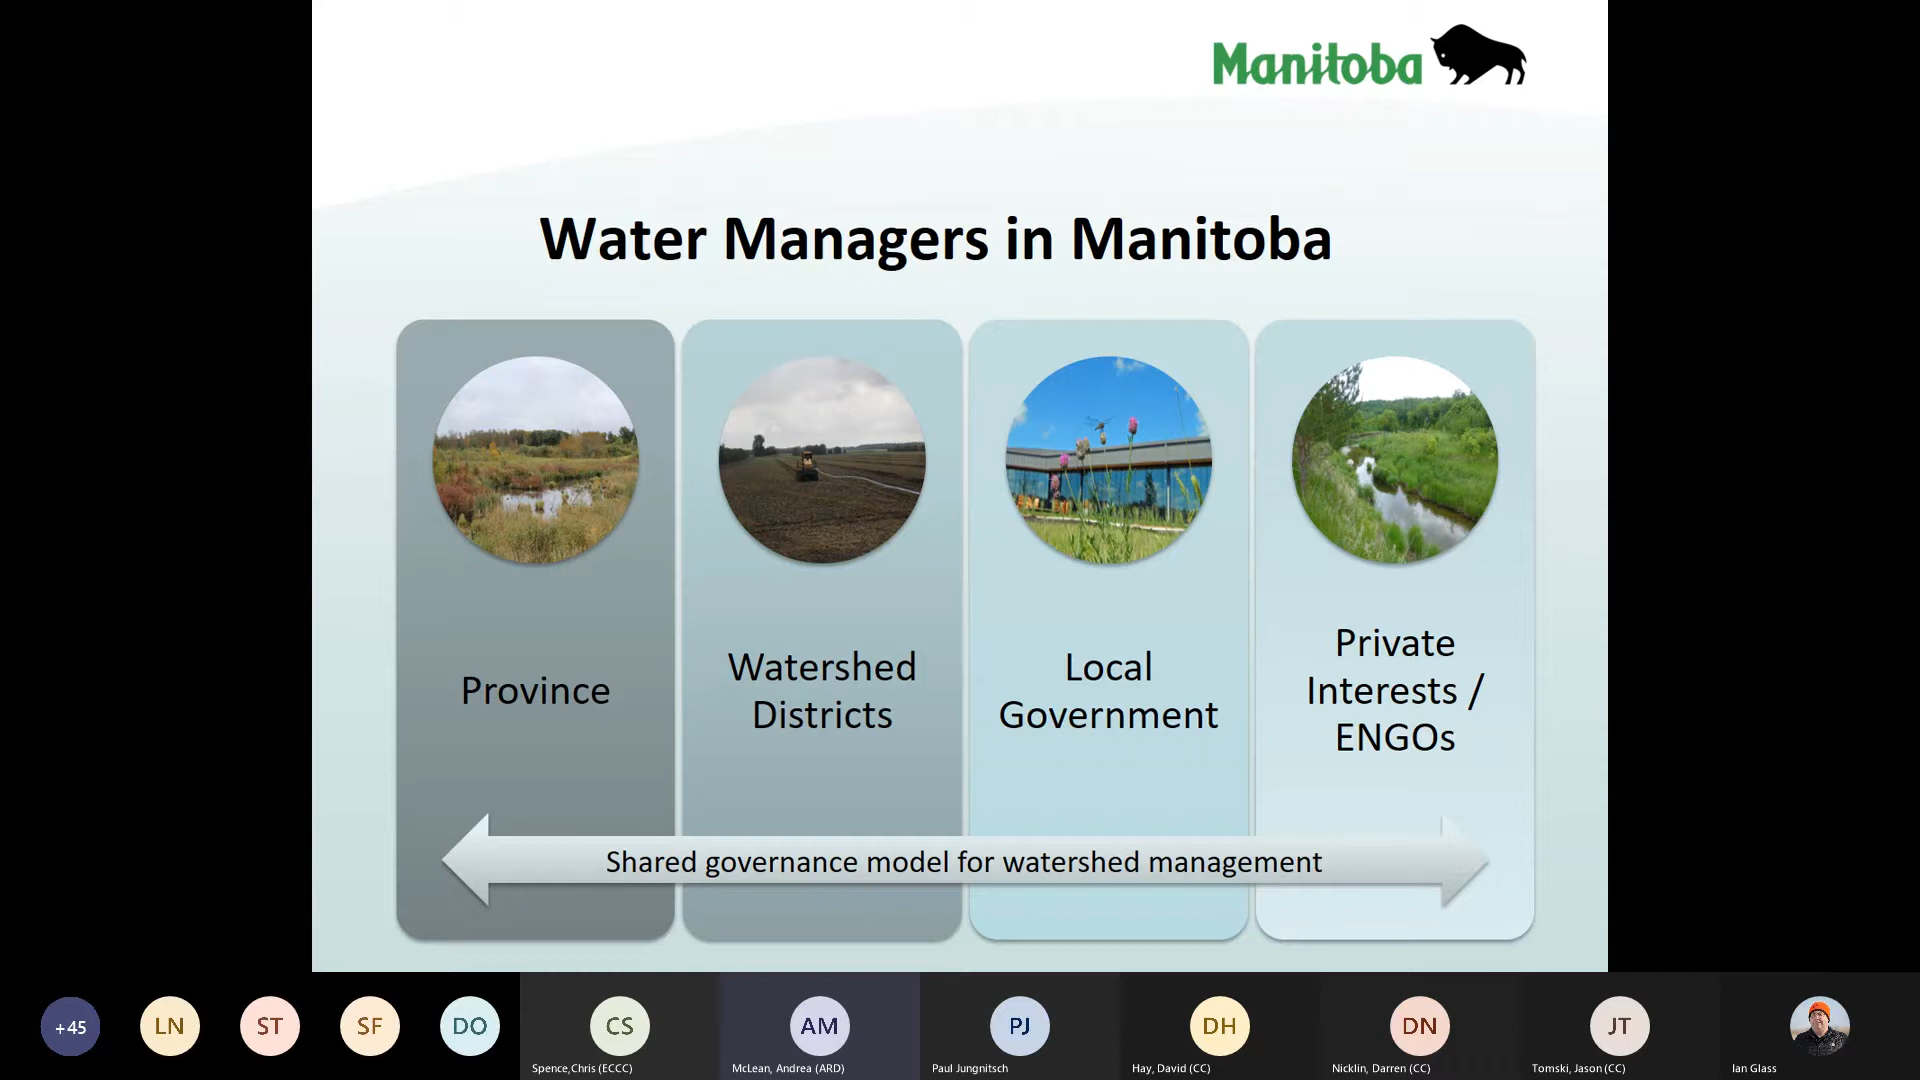 Manitoba
Water Managers in Manitoba
Province
Watershed
Districts
Local
Government
Private
Interests /
ENGOs
Shared governance model for watershed management
+45
LN
ST
SF
DO
CS
AM
PJ
DH
DN
JT
Spence,Chris (ECCC)
McLean, Andrea (ARD)
Paul Jungnitsch
Hay, David (CC)
Nicklin, Darren (CC)
Tomski, Jason (CC)
Ian Glass